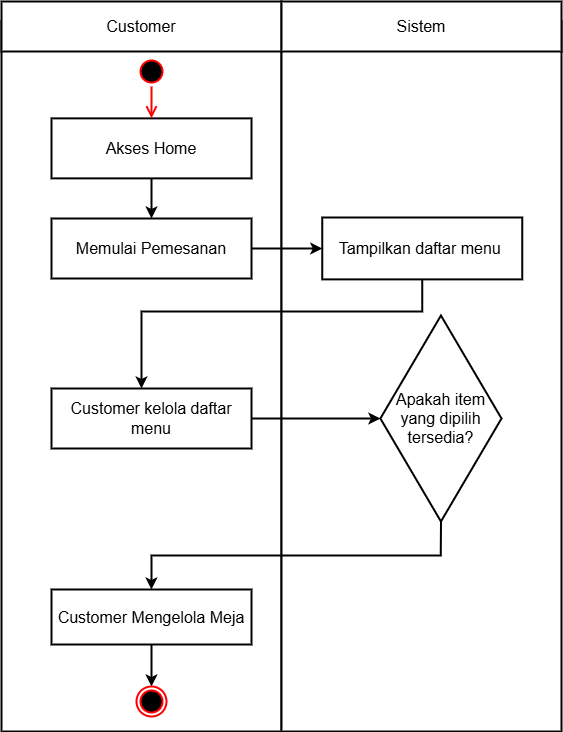 Customer
Sistem
Akses Home
Memulai Pemesanan
Tampilkan daftar menu
Customer kelola daftar
menu
Apakah item
yang dipilih
tersedia?
Customer Mengelola Meja